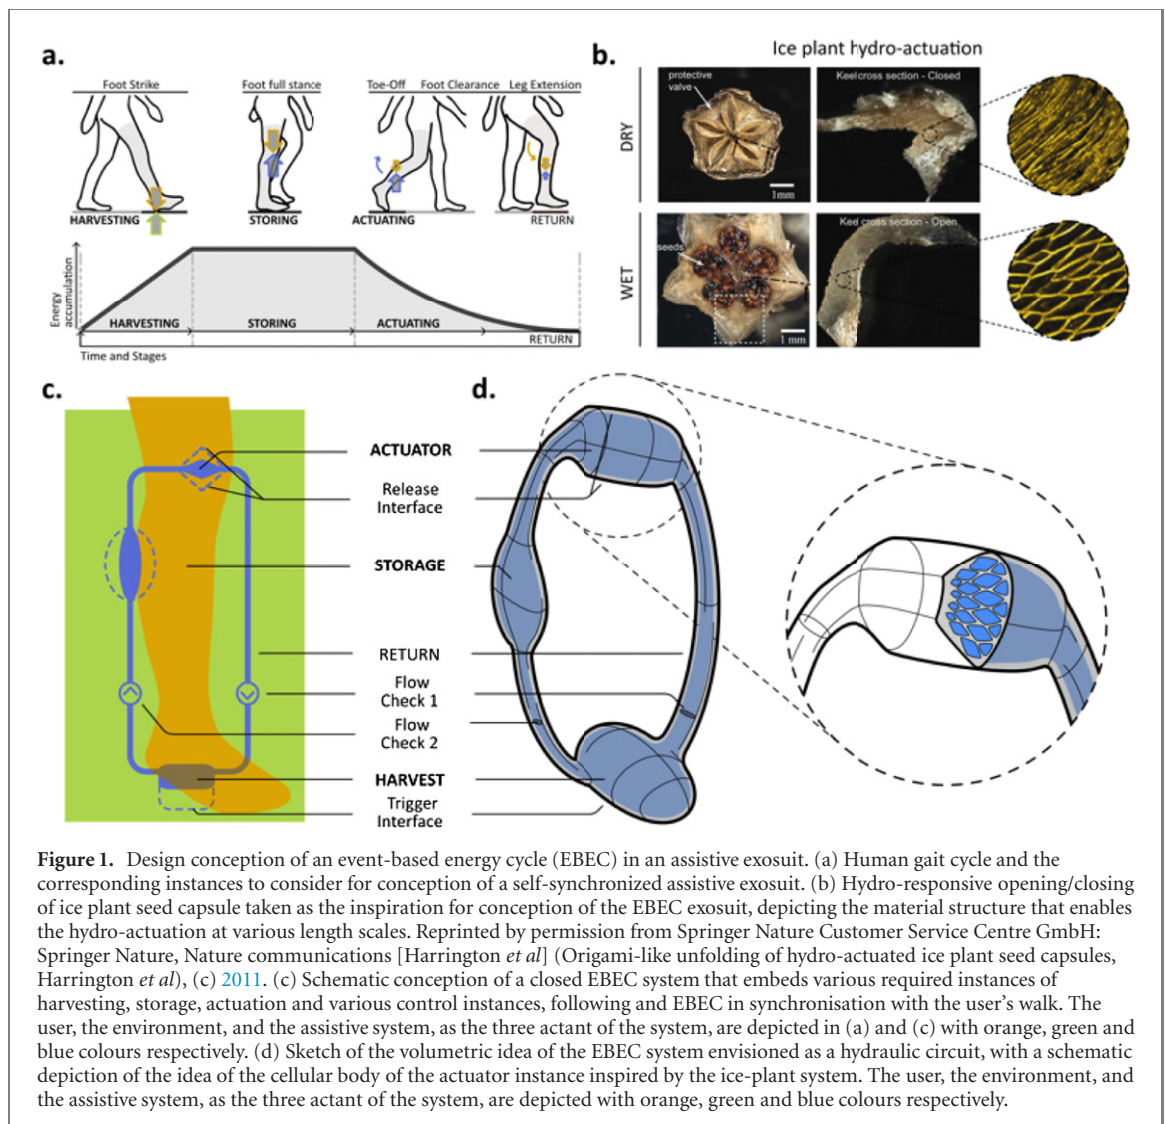 a.
Foot Strike
Foot full stance
Toe-Off
Foot Clearance
Leg Extension
HARVESTING
STORING
ACTUATING
RETURN
Energy
accumulation
HARVESTING
STORING
ACTUATING
RETURN
Time and Stages
b.
Ice plant hydro-actuation
DRY
protective
valve
1mm
Keel cross section - Closed
WET
seeds
1 mm
Keel cross section - Open
c.
d.
ACTUATOR
Release
Interface
STORAGE
RETURN
Flow
Check 1
Flow
Check 2
HARVEST
Trigger
Interface
Figure 1. Design conception of an event-based energy cycle (EBEC) in an assistive exosuit. (a) Human gait cycle and the
corresponding instances to consider for conception of a self-synchronized assistive exosuit. (b) Hydro-responsive opening/closing
of ice plant seed capsule taken as the inspiration for conception of the EBEC exosuit, depicting the material structure that enables
the hydro-actuation at various length scales. Reprinted by permission from Springer Nature Customer Service Centre GmbH:
Springer Nature, Nature communications [Harrington et al] (Origami-like unfolding of hydro-actuated ice plant seed capsules,
Harrington et al), (c) 2011. (c) Schematic conception of a closed EBEC system that embeds various required instances of
harvesting, storage, actuation and various control instances, following and EBEC in synchronisation with the user's walk. The
user, the environment, and the assistive system, as the three actant of the system, are depicted in (a) and (c) with orange, green and
blue colours respectively. (d) Sketch of the volumetric idea of the EBEC system envisioned as a hydraulic circuit, with a schematic
depiction of the idea of the cellular body of the actuator instance inspired by the ice-plant system. The user, the environment, and
the assistive system, as the three actant of the system, are depicted with orange, green and blue colours respectively.